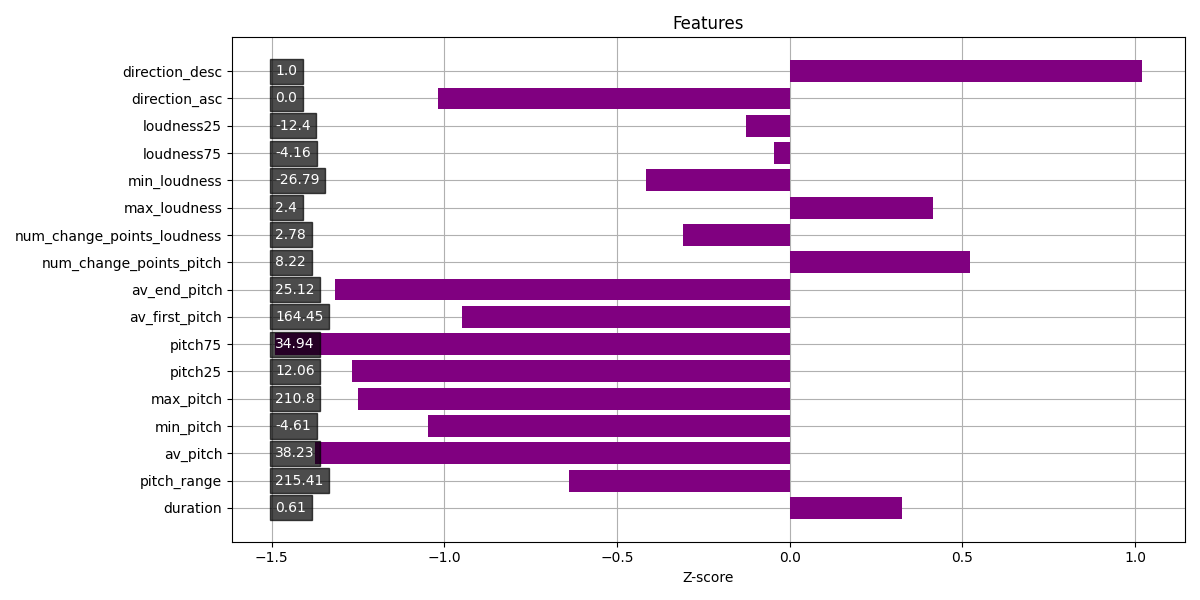 Features
direction_desc 1.0
direction_asc 0.0
loudness25 -12.4
loudness75 -4.16
min_loudness -26.79
max_loudness 2.4
num_change_points_loudness 2.78
num_change_points_pitch 8.22
av_end_pitch 25.12
av_first_pitch 164.45
pitch75 34.94
pitch25 12.06
max_pitch 210.8
min_pitch -4.61
av_pitch 38.23
pitch_range 215.41
duration 0.61
−1.5 −1.0 −0.5 0.0 0.5 1.0
Z-score